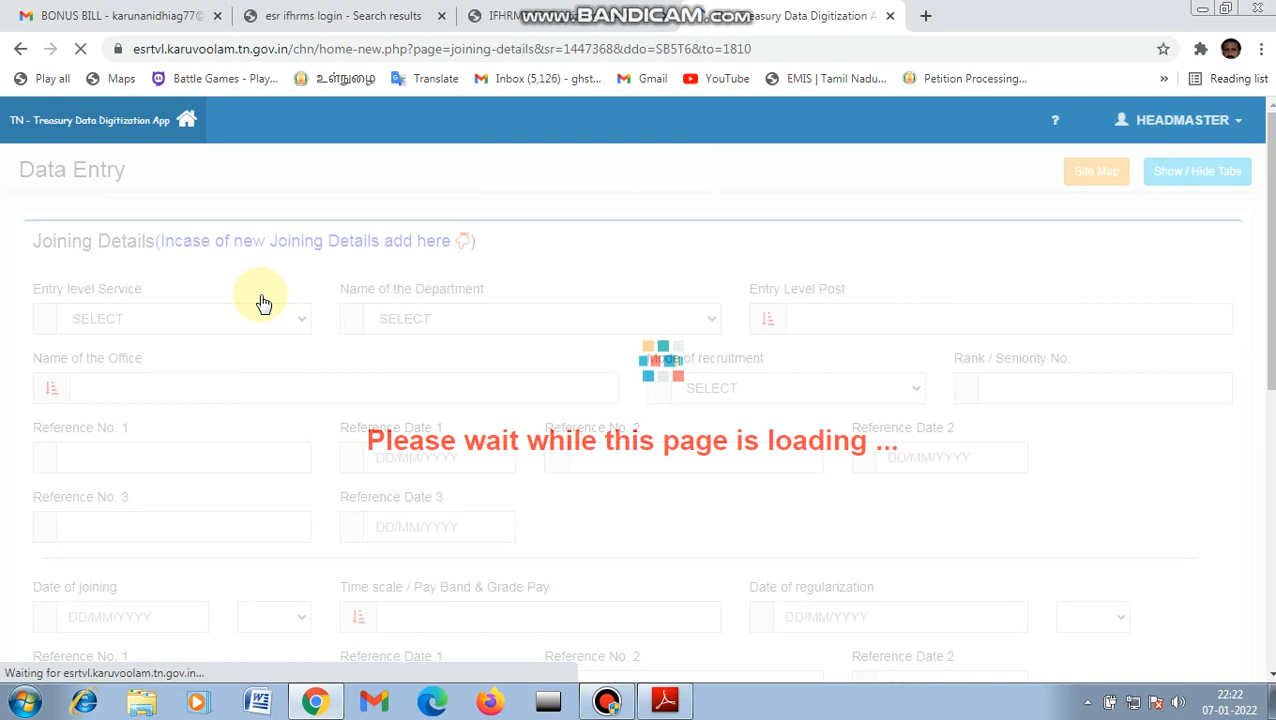 BONUS BILL - karunanidhiag77@
esr ifhrms login - Search results
IFHRM
www.BANDICAM.com
Treasury Data Digitization A
esrtvl.karuvoolam.tn.gov.in/chn/home-new.php?page=joining-details&sr=1447368&ddo=SB5T6&to=1810
Play all
Maps
Battle Games - Play...
உள்நுழை
Translate
Inbox (5,126) - ghst...
Gmail
YouTube
EMIS | Tamil Nadu...
Petition Processing...
»
Reading list
TN - Treasury Data Digitization App
?
HEADMASTER
Data Entry
Site Map
Show / Hide Tabs
Joining Details(Incase of new Joining Details add here )
Entry level Service
Name of the Department
Entry Level Post
SELECT
SELECT
Name of the Office
Mode of recruitment
Rank / Seniority No.
SELECT
Please wait while this page is loading ...
Reference No. 1
Reference Date 1
Reference No. 2
Reference Date 2
DD/MM/YYYY
DD/MM/YYYY
Reference No. 3
Reference Date 3
DD/MM/YYYY
Date of joining
Time scale / Pay Band & Grade Pay
Date of regularization
DD/MM/YYYY
DD/MM/YYYY
Reference No. 1
Reference Date 1
Reference No. 2
Reference Date 2
Waiting for esrtvl.karuvoolam.tn.gov.in...
22:22
07-01-2022